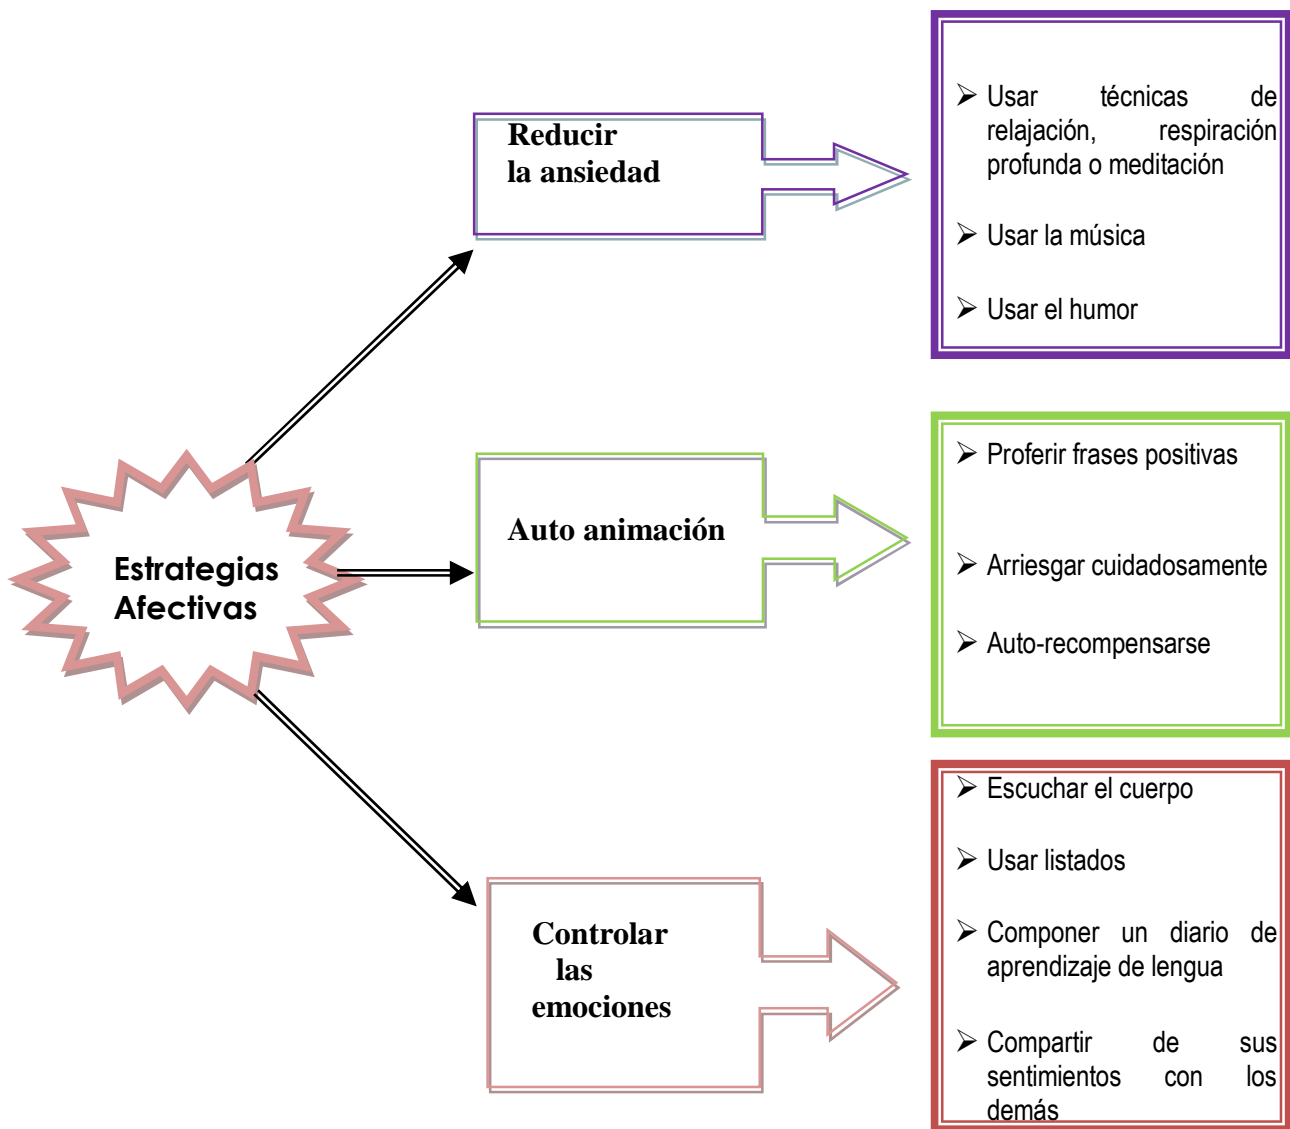 Estrategias
Afectivas
Reducir
la ansiedad
➢ Usar técnicas de
relajación, respiración
profunda o meditación
➢ Usar la música
➢ Usar el humor
Auto animación
➢ Proferir frases positivas
➢ Arriesgar cuidadosamente
➢ Auto-recompensarse
Controlar
las
emociones
➢ Escuchar el cuerpo
➢ Usar listados
➢ Componer un diario de
aprendizaje de lengua
➢ Compartir de sus
sentimientos con los
demás